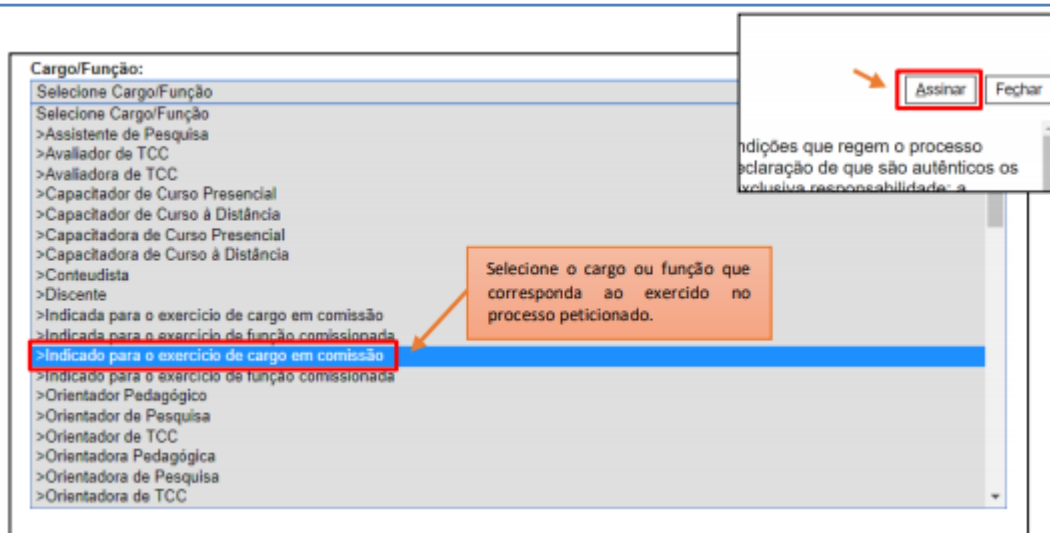 Cargo/Função:
Selecione Cargo/Função
Selecione Cargo/Função
>Assistente de Pesquisa
>Avaliador de TCC
>Avaliadora de TCC
>Capacitador de Curso Presencial
>Capacitador de Curso à Distância
>Capacitadora de Curso Presencial
>Capacitadora de Curso à Distância
>Conteudista
>Discente
>Indicada para o exercício de cargo em comissão
>Indicada para o exercício de função comissionada
>Indicado para o exercício de cargo em comissão
>Indicado para o exercício de função comissionada
>Orientador Pedagógico
>Orientador de Pesquisa
>Orientador de TCC
>Orientadora Pedagógica
>Orientadora de Pesquisa
>Orientadora de TCC
Assinar Fechar
ndições que regem o processo
eclaração de que são autênticos os
xclusiva responsabilidade: a
Selecione o cargo ou função que
corresponda ao exercido no
processo peticionado.